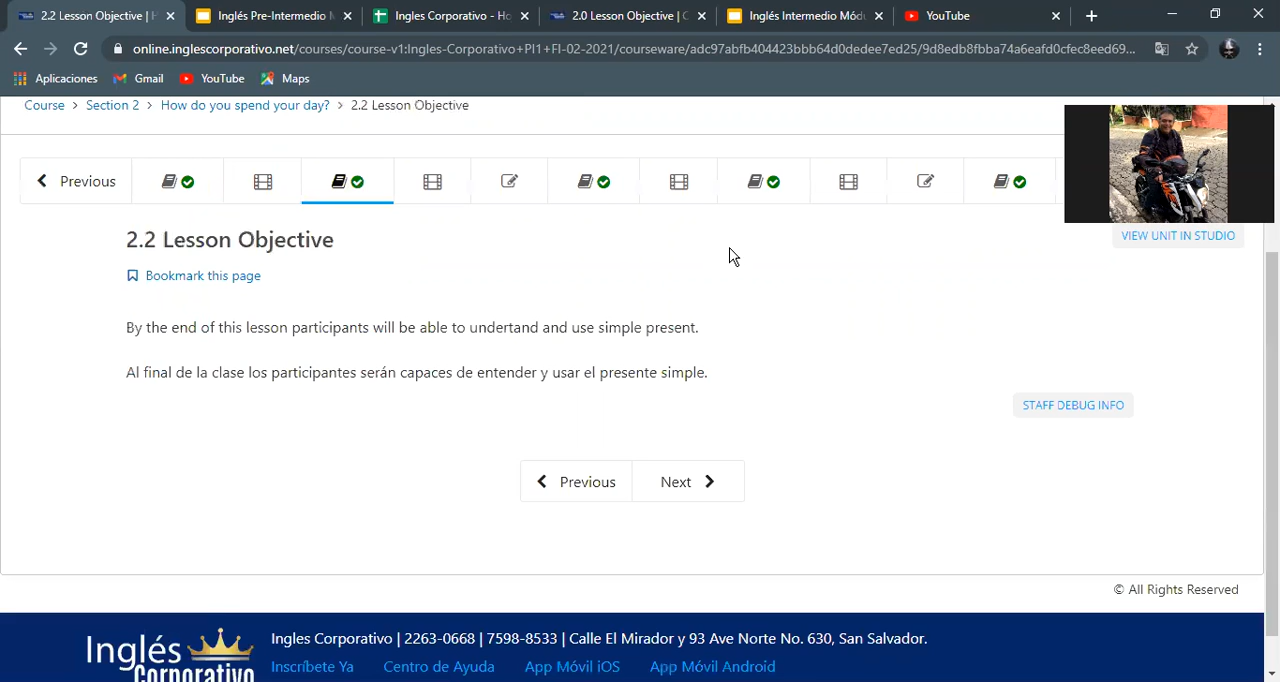 2.2 Lesson Objective | H
Inglés Pre-Intermedio M
Ingles Corporativo - Ho
2.0 Lesson Objective | C
Inglés Intermedio Módu
YouTube
online.inglescorporativo.net/courses/course-v1:Ingles-Corporativo+PI1+FI-02-2021/courseware/adc97abfb404423bbb64d0dedee7ed25/9d8edb8fbba74a6eafd0cfec8eed69...
Aplicaciones
Gmail
YouTube
Maps
Course > Section 2 > How do you spend your day? > 2.2 Lesson Objective
Previous
2.2 Lesson Objective
VIEW UNIT IN STUDIO
Bookmark this page
By the end of this lesson participants will be able to undertand and use simple present.
Al final de la clase los participantes serán capaces de entender y usar el presente simple.
STAFF DEBUG INFO
Previous
Next
© All Rights Reserved
Inglés Corporativo
Ingles Corporativo | 2263-0668 | 7598-8533 | Calle El Mirador y 93 Ave Norte No. 630, San Salvador.
Inscríbete Ya
Centro de Ayuda
App Móvil iOS
App Móvil Android